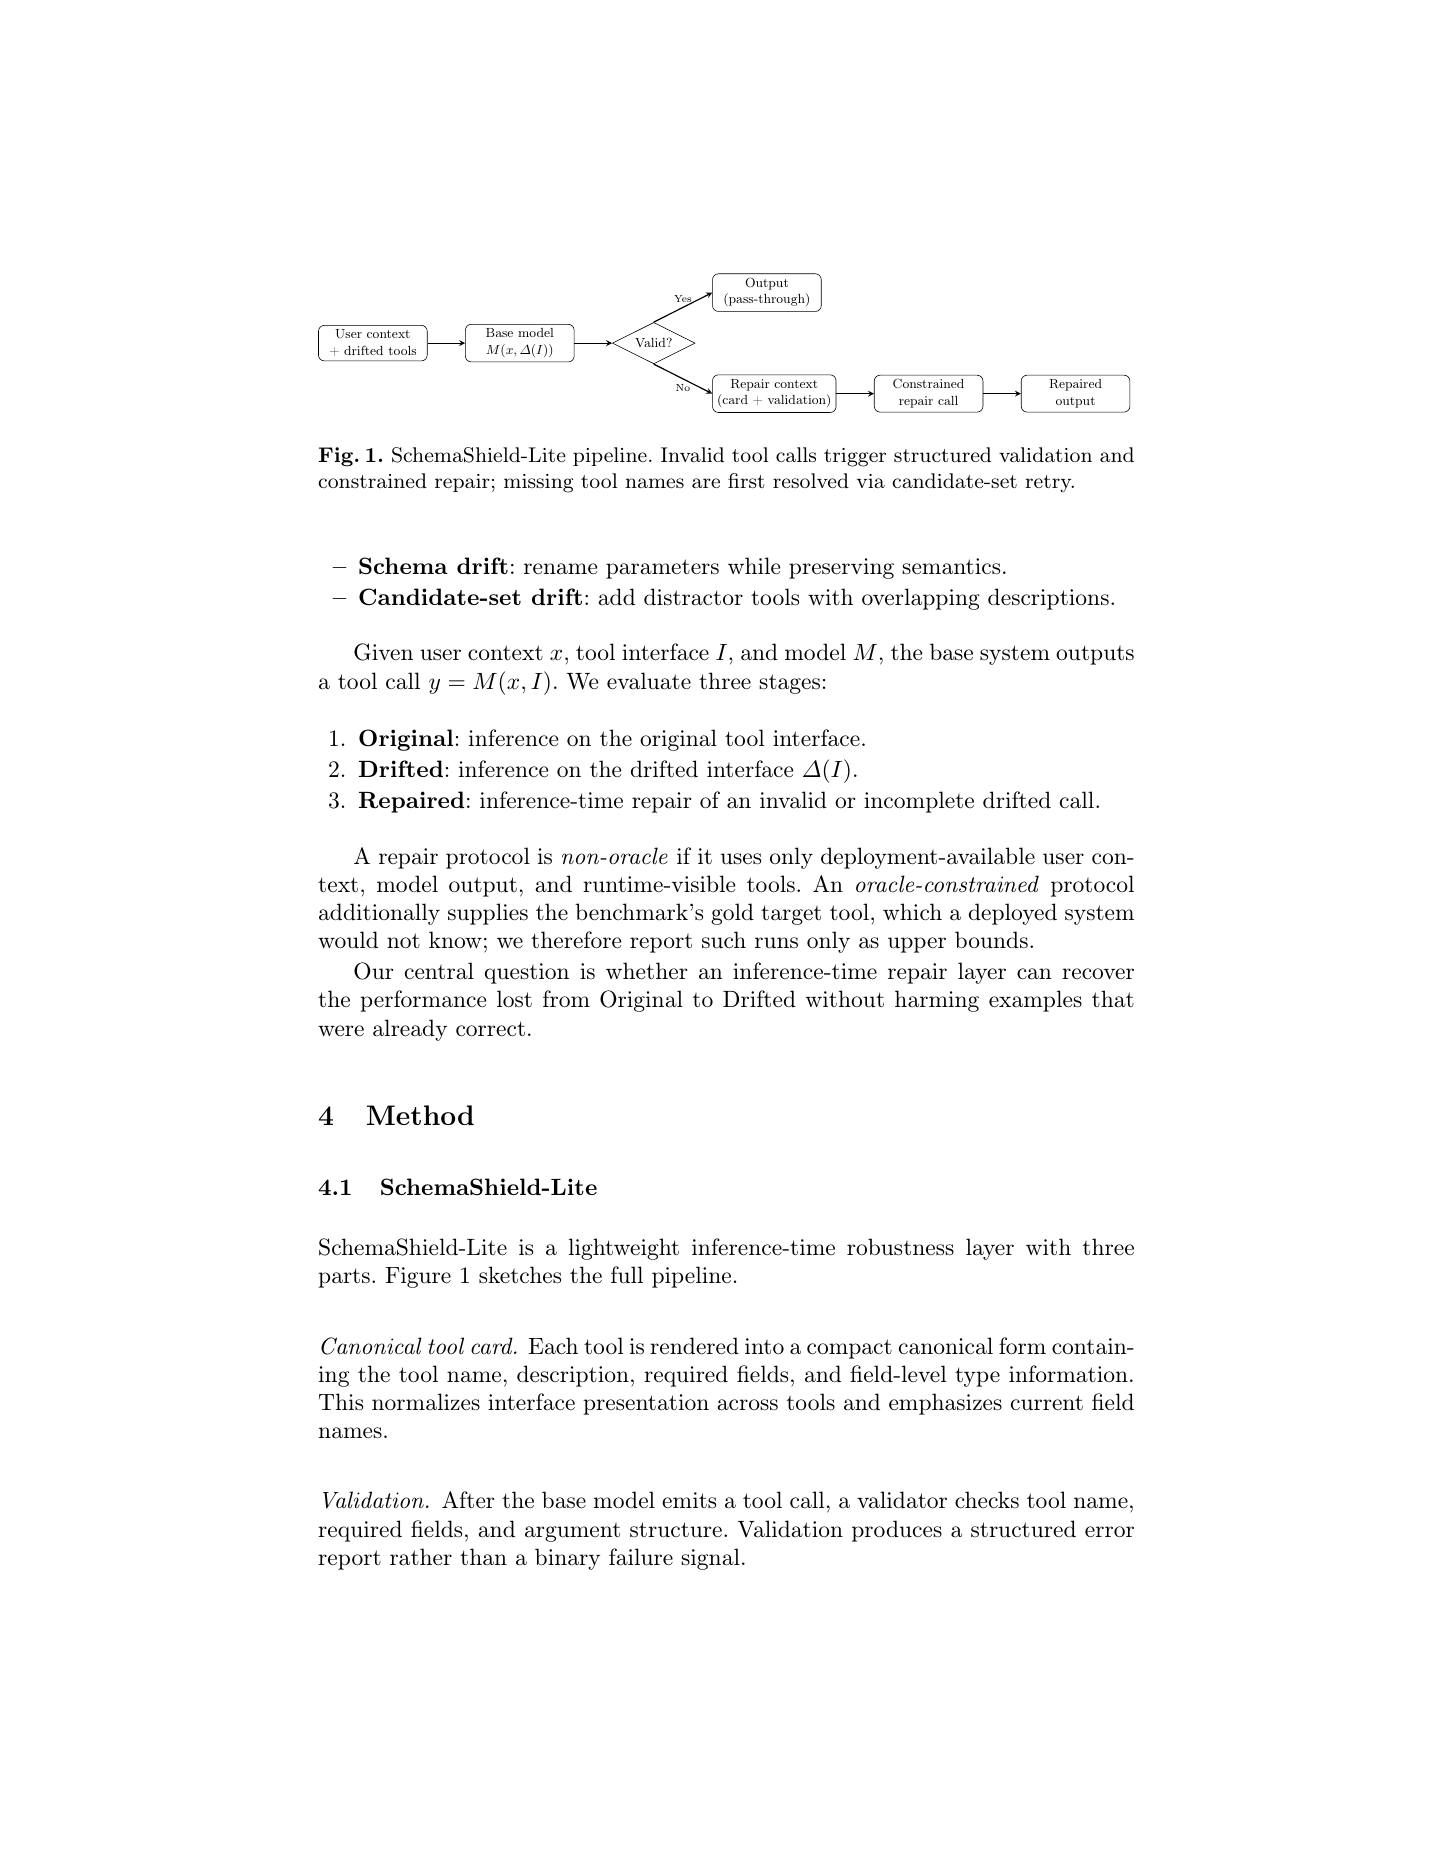 User context
+ drifted tools
Base model
M(x, Δ(I))
Valid?
Yes
Output
(pass-through)
No
Repair context
(card + validation)
Constrained
repair call
Repaired
output
Fig. 1. SchemaShield-Lite pipeline. Invalid tool calls trigger structured validation and
constrained repair; missing tool names are first resolved via candidate-set retry.
– Schema drift: rename parameters while preserving semantics.
– Candidate-set drift: add distractor tools with overlapping descriptions.
Given user context x, tool interface I, and model M, the base system outputs
a tool call y = M(x, I). We evaluate three stages:
1. Original: inference on the original tool interface.
2. Drifted: inference on the drifted interface Δ(I).
3. Repaired: inference-time repair of an invalid or incomplete drifted call.
A repair protocol is non-oracle if it uses only deployment-available user con-
text, model output, and runtime-visible tools. An oracle-constrained protocol
additionally supplies the benchmark's gold target tool, which a deployed system
would not know; we therefore report such runs only as upper bounds.
Our central question is whether an inference-time repair layer can recover
the performance lost from Original to Drifted without harming examples that
were already correct.
4 Method
4.1 SchemaShield-Lite
SchemaShield-Lite is a lightweight inference-time robustness layer with three
parts. Figure 1 sketches the full pipeline.
Canonical tool card. Each tool is rendered into a compact canonical form contain-
ing the tool name, description, required fields, and field-level type information.
This normalizes interface presentation across tools and emphasizes current field
names.
Validation. After the base model emits a tool call, a validator checks tool name,
required fields, and argument structure. Validation produces a structured error
report rather than a binary failure signal.